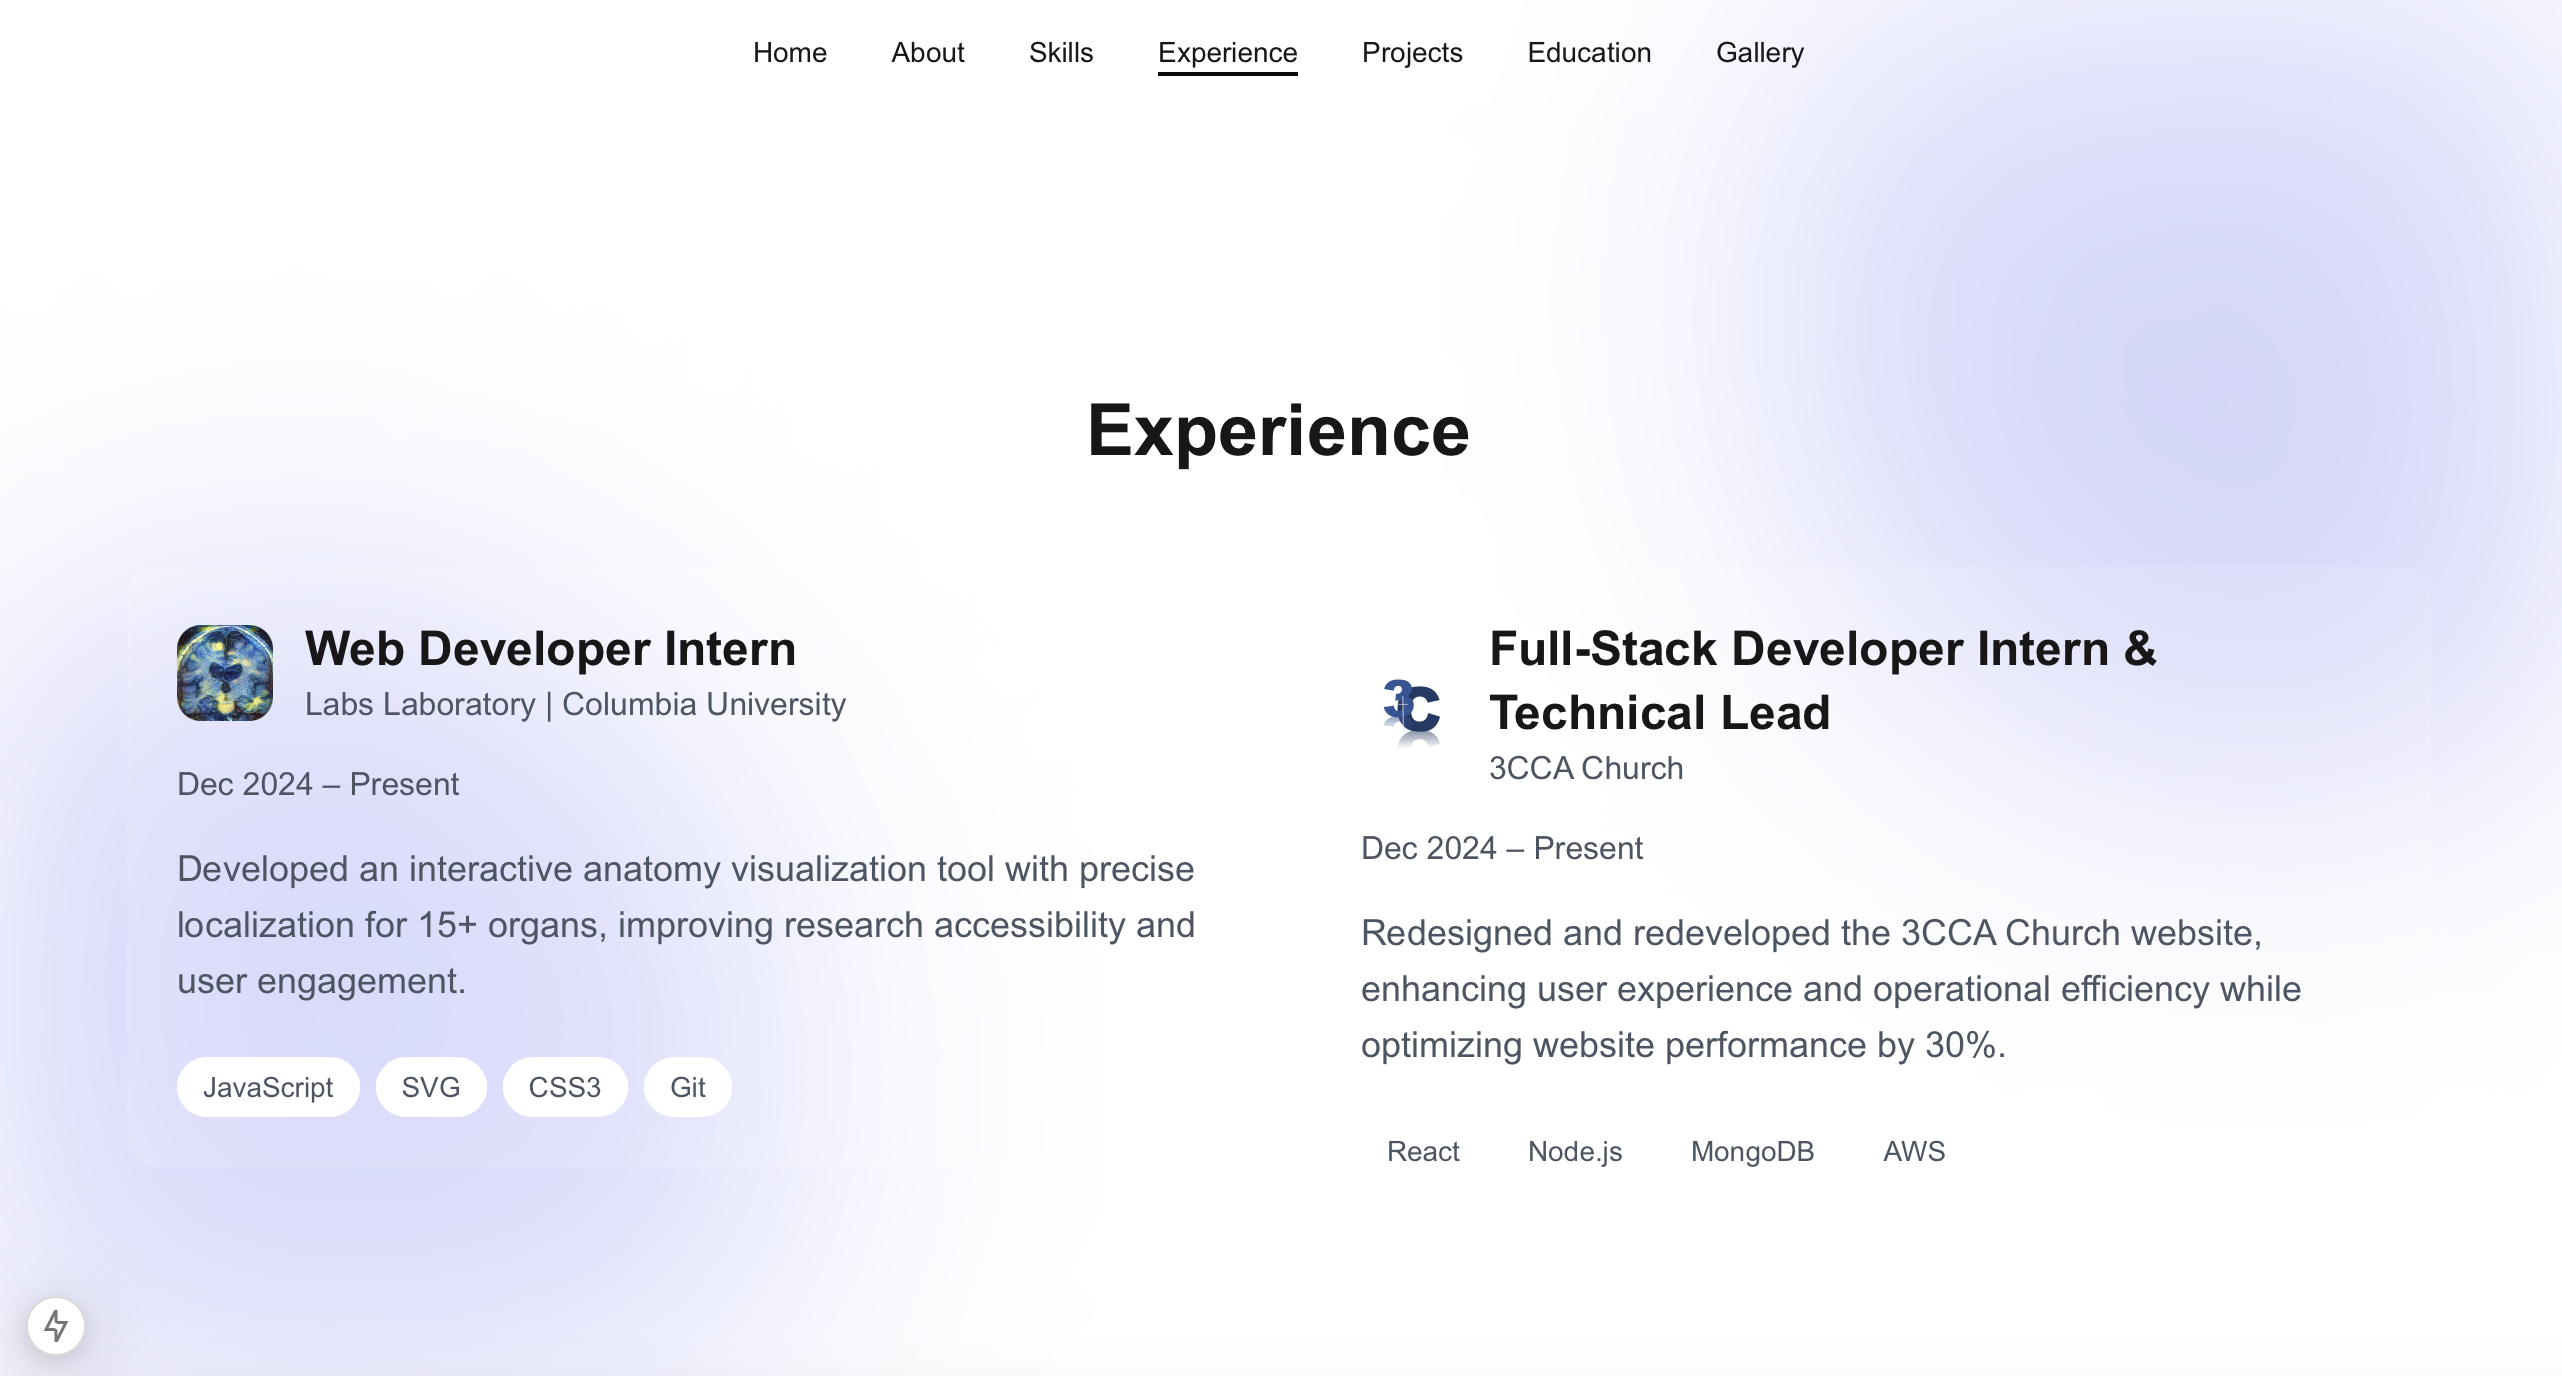 Home About Skills Experience Projects Education Gallery
Experience
Web Developer Intern
Labs Laboratory | Columbia University
Dec 2024 – Present
Developed an interactive anatomy visualization tool with precise
localization for 15+ organs, improving research accessibility and
user engagement.
JavaScript SVG CSS3 Git
3C
Full-Stack Developer Intern &
Technical Lead
3CCA Church
Dec 2024 – Present
Redesigned and redeveloped the 3CCA Church website,
enhancing user experience and operational efficiency while
optimizing website performance by 30%.
React Node.js MongoDB AWS